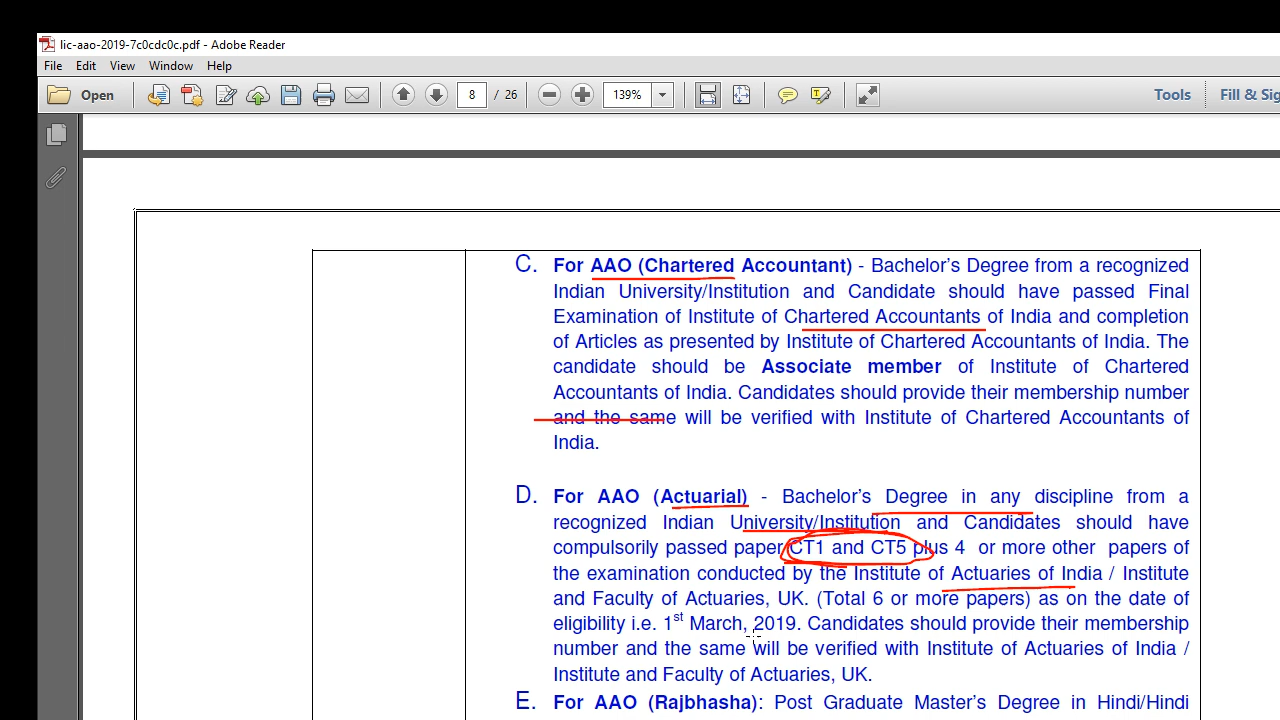 lic-aao-2019-7c0cdc0c.pdf - Adobe Reader
File Edit View Window Help
Open 8 / 26 139% Tools Fill & Sig
C. For AAO (Chartered Accountant) - Bachelor's Degree from a recognized
Indian University/Institution and Candidate should have passed Final
Examination of Institute of Chartered Accountants of India and completion
of Articles as presented by Institute of Chartered Accountants of India. The
candidate should be Associate member of Institute of Chartered
Accountants of India. Candidates should provide their membership number
and the same will be verified with Institute of Chartered Accountants of
India.
D. For AAO (Actuarial) - Bachelor's Degree in any discipline from a
recognized Indian University/Institution and Candidates should have
compulsorily passed paper CT1 and CT5 plus 4 or more other papers of
the examination conducted by the Institute of Actuaries of India / Institute
and Faculty of Actuaries, UK. (Total 6 or more papers) as on the date of
eligibility i.e. 1st March, 2019. Candidates should provide their membership
number and the same will be verified with Institute of Actuaries of India /
Institute and Faculty of Actuaries, UK.
E. For AAO (Rajbhasha): Post Graduate Master's Degree in Hindi/Hindi